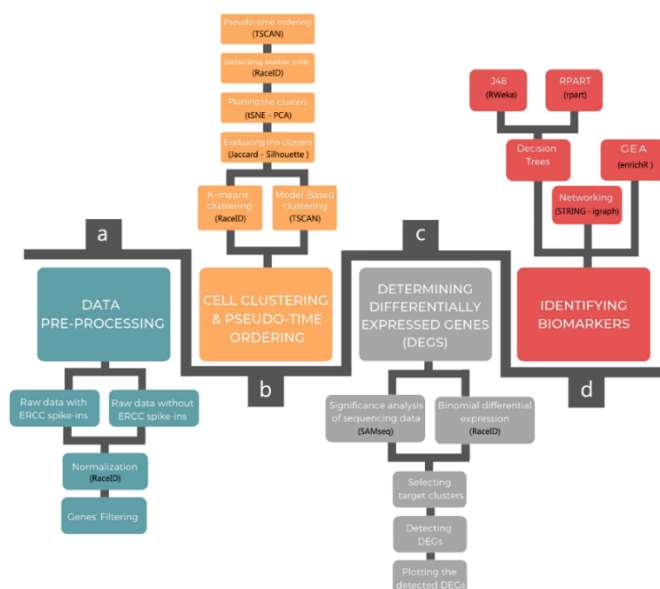 Pseudo-time ordering
(TSCAN)
Detecting outlier cells
(RaceID)
Plotting the clusters
(tSNE - PCA)
Evaluating the clusters
(Jaccard - Silhouette )
K-means
clustering
(RaceID)
Model-Based
clustering
(TSCAN)
J48
(RWeka)
RPART
(rpart)
Decision
Trees
GEA
(enrichR )
Networking
(STRING - igraph)
a
c
DATA
PRE-PROCESSING
CELL CLUSTERING
& PSEUDO-TIME
ORDERING
DETERMINING
DIFFERENTIALLY
EXPRESSED GENES
(DEGS)
IDENTIFYING
BIOMARKERS
b
d
Raw data with
ERCC spike-ins
Raw data without
ERCC spike-ins
Normalization
(RaceID)
Genes' Filtering
Significance analysis
of sequencing data
(SAMseq)
Binomial differential
expression
(RaceID)
Selecting
target clusters
Detecting
DEGs
Plotting the
detected DEGs